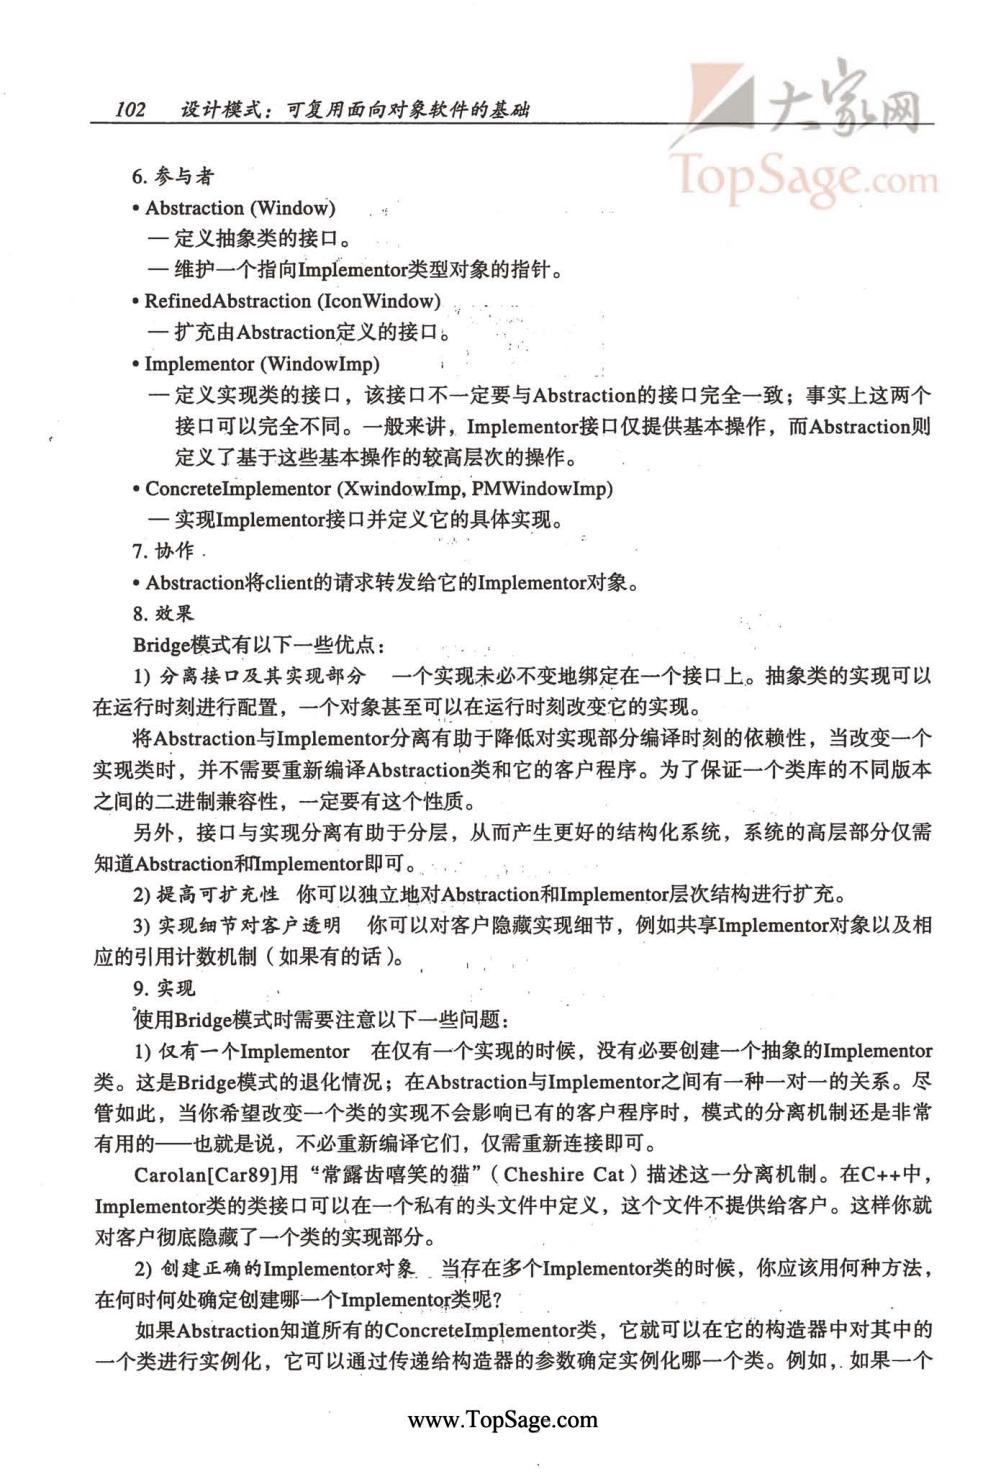 大家网
102 设计模式：可复用面向对象软件的基础
TopSage.com
6. 参与者
• Abstraction (Window)
— 定义抽象类的接口。
— 维护一个指向Implementor类型对象的指针。
• RefinedAbstraction (IconWindow)
— 扩充由Abstraction定义的接口。
• Implementor (WindowImp)
— 定义实现类的接口，该接口不一定要与Abstraction的接口完全一致；事实上这两个
接口可以完全不同。一般来讲，Implementor接口仅提供基本操作，而Abstraction则
定义了基于这些基本操作的较高层次的操作。
• ConcreteImplementor (XwindowImp, PMWindowImp)
— 实现Implementor接口并定义它的具体实现。
7. 协作
• Abstraction将client的请求转发给它的Implementor对象。
8. 效果
Bridge模式有以下一些优点：
1) 分离接口及其实现部分 一个实现未必不变地绑定在一个接口上。抽象类的实现可以
在运行时刻进行配置，一个对象甚至可以在运行时刻改变它的实现。
将Abstraction与Implementor分离有助于降低对实现部分编译时刻的依赖性，当改变一个
实现类时，并不需要重新编译Abstraction类和它的客户程序。为了保证一个类库的不同版本
之间的二进制兼容性，一定要有这个性质。
另外，接口与实现分离有助于分层，从而产生更好的结构化系统，系统的高层部分仅需
知道Abstraction和Implementor即可。
2) 提高可扩充性 你可以独立地对Abstraction和Implementor层次结构进行扩充。
3) 实现细节对客户透明 你可以对客户隐藏实现细节，例如共享Implementor对象以及相
应的引用计数机制（如果有的话）。
9. 实现
使用Bridge模式时需要注意以下一些问题：
1) 仅有一个Implementor 在仅有一个实现的时候，没有必要创建一个抽象的Implementor
类。这是Bridge模式的退化情况；在Abstraction与Implementor之间有一种一对一的关系。尽
管如此，当你希望改变一个类的实现不会影响已有的客户程序时，模式的分离机制还是非常
有用的——也就是说，不必重新编译它们，仅需重新连接即可。
Carolan[Car89]用“常露齿嘻笑的猫”（Cheshire Cat）描述这一分离机制。在C++中，
Implementor类的类接口可以在一个私有的头文件中定义，这个文件不提供给客户。这样你就
对客户彻底隐藏了一个类的实现部分。
2) 创建正确的Implementor对象 当存在多个Implementor类的时候，你应该用何种方法，
在何时何处确定创建哪一个Implementor类呢？
如果Abstraction知道所有的ConcreteImplementor类，它就可以在它的构造器中对其中的
一个类进行实例化，它可以通过传递给构造器的参数确定实例化哪一个类。例如，如果一个
www.TopSage.com